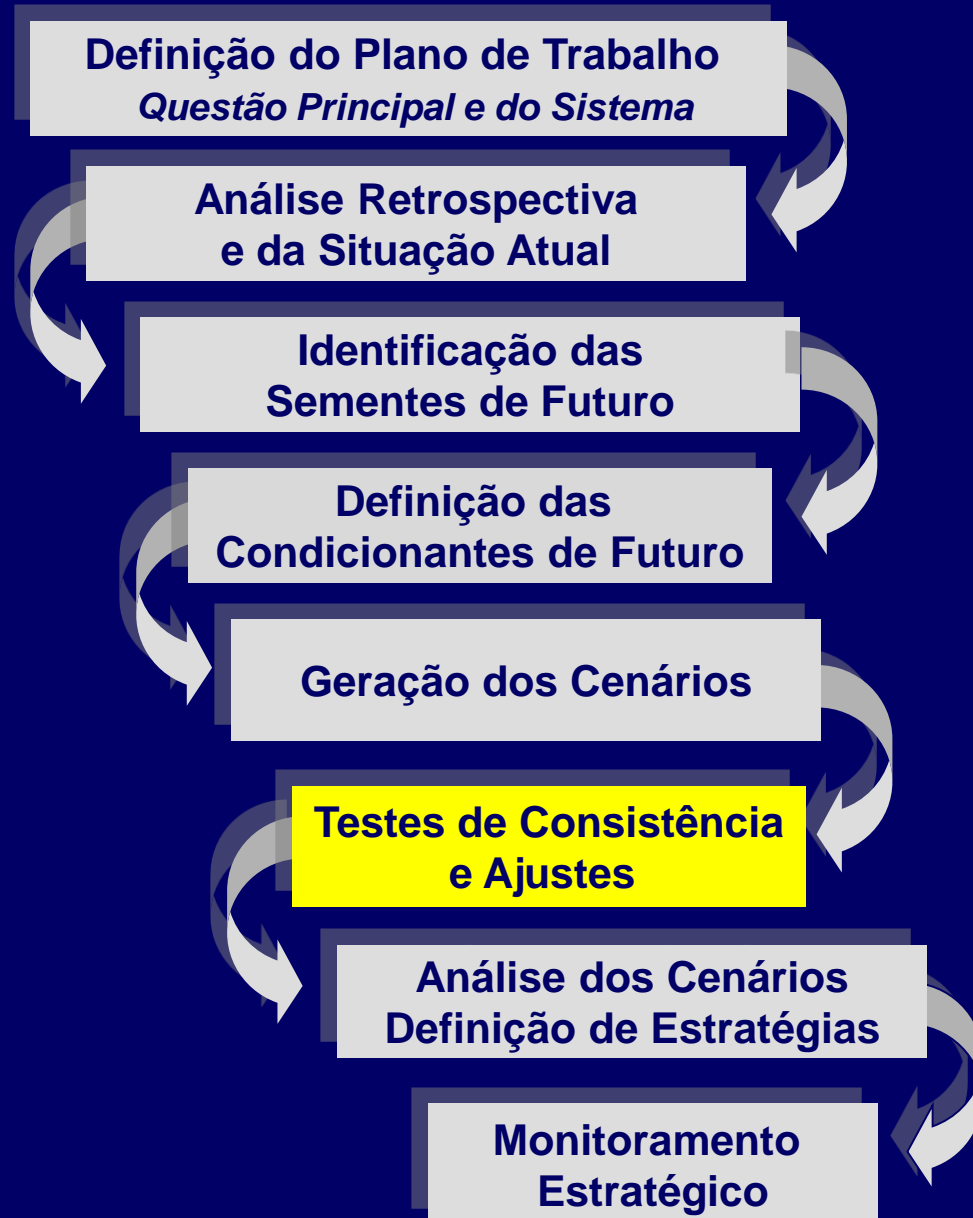 Definição do Plano de Trabalho
Questão Principal e do Sistema
Análise Retrospectiva
e da Situação Atual
Identificação das
Sementes de Futuro
Definição das
Condicionantes de Futuro
Geração dos Cenários
Testes de Consistência
e Ajustes
Análise dos Cenários
Definição de Estratégias
Monitoramento
Estratégico